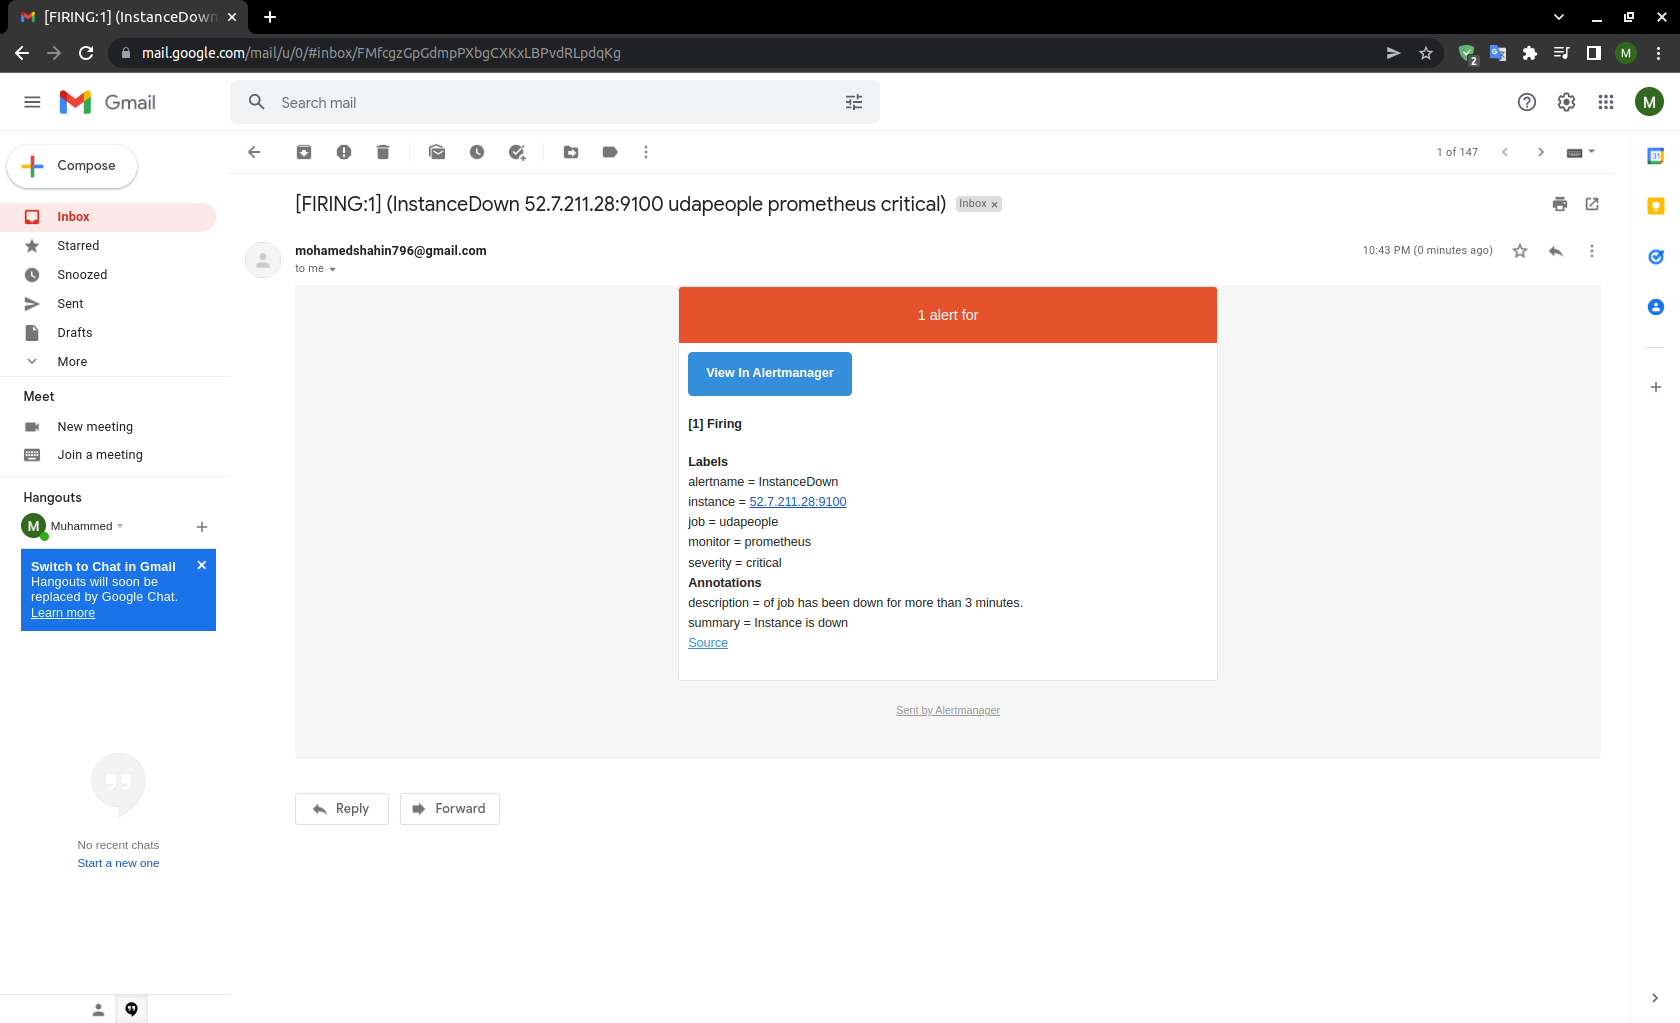 [FIRING:1] (InstanceDown
mail.google.com/mail/u/0/#inbox/FMfcgzGpGdmpPXbgCXKxLBPvdRLpdqKg
2
M
Gmail
Search mail
M
Compose
1 of 147
31
Inbox
Starred
Snoozed
Sent
Drafts
More
Meet
New meeting
Join a meeting
Hangouts
M
Muhammed
Switch to Chat in Gmail
Hangouts will soon be
replaced by Google Chat.
Learn more
No recent chats
Start a new one
[FIRING:1] (InstanceDown 52.7.211.28:9100 udapeople prometheus critical)
Inbox
mohamedshahin796@gmail.com
10:43 PM (0 minutes ago)
to me
1 alert for
View In Alertmanager
[1] Firing
Labels
alertname = InstanceDown
instance = 52.7.211.28:9100
job = udapeople
monitor = prometheus
severity = critical
Annotations
description = of job has been down for more than 3 minutes.
summary = Instance is down
Source
Sent by Alertmanager
Reply
Forward